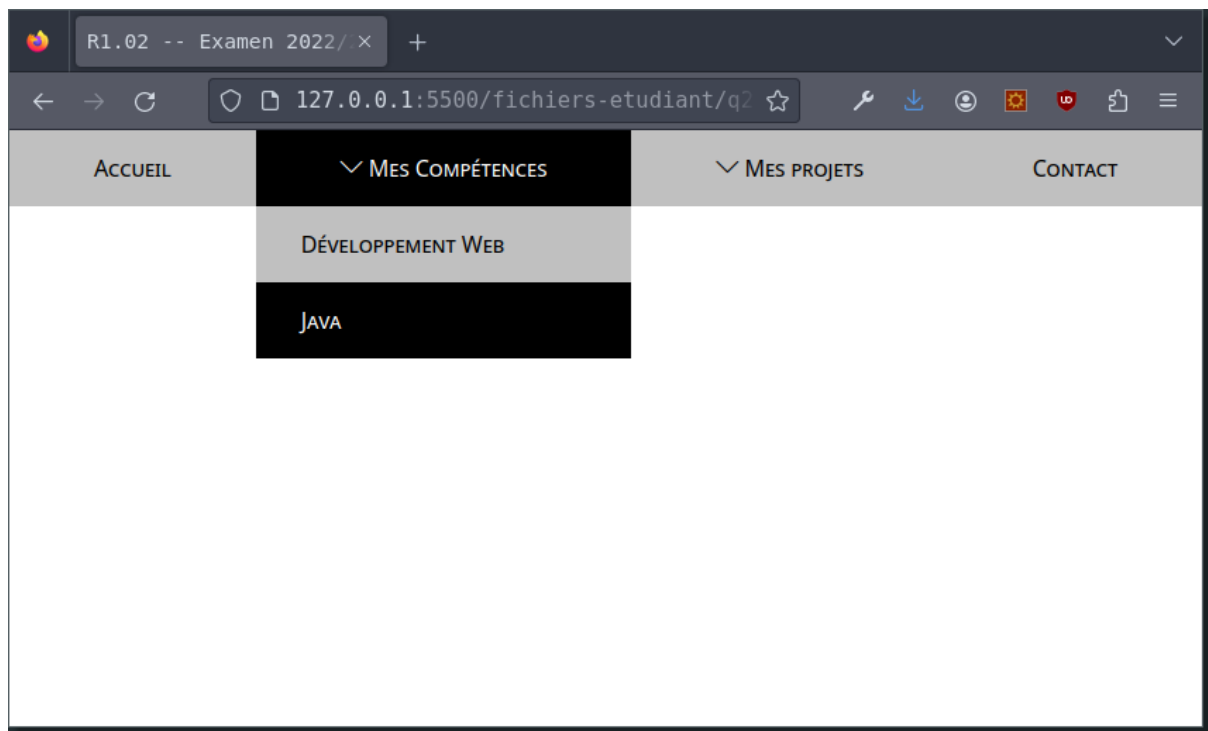 R1.02 -- Examen 2022/
127.0.0.1:5500/fichiers-etudiant/q2
Accueil Mes Compétences Mes projets Contact
Développement Web
Java